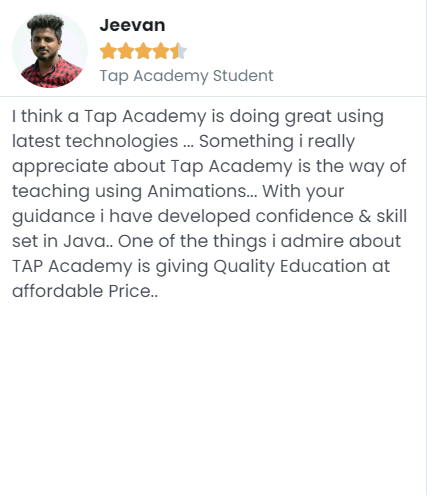 Jeevan
Tap Academy Student
I think a Tap Academy is doing great using
latest technologies ... Something i really
appreciate about Tap Academy is the way of
teaching using Animations... With your
guidance i have developed confidence & skill
set in Java.. One of the things i admire about
TAP Academy is giving Quality Education at
affordable Price..